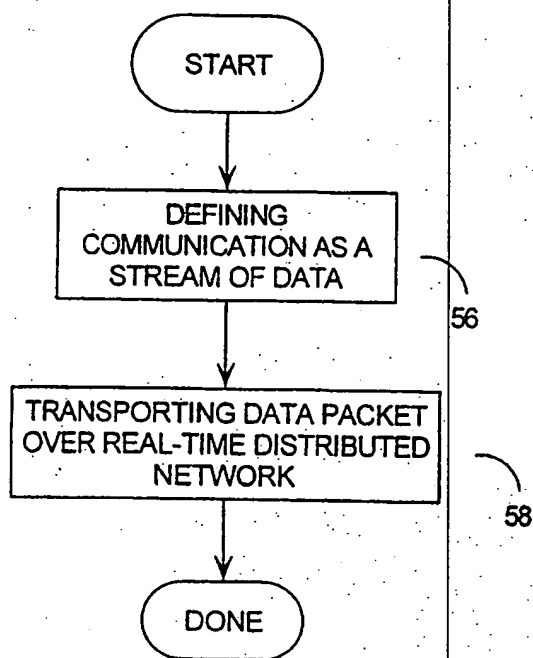 START
DEFINING
COMMUNICATION AS A
STREAM OF DATA
56
TRANSPORTING DATA PACKET
OVER REAL-TIME DISTRIBUTED
NETWORK
58
DONE